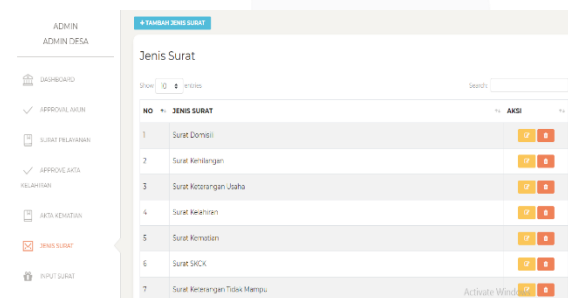 ADMIN
ADMIN DESA
DASHBOARD
APPROVAL AKUN
SURAT PELAYANAN
APPROVE AKTA
KELAHIRAN
AKTA KEMATIAN
JENIS SURAT
INPUT SURAT
+ TAMBAH JENIS SURAT
Jenis Surat
Show 10 entries
Search:
NO JENIS SURAT AKSI
1 Surat Domisili
2 Surat Kehilangan
3 Surat Keterangan Usaha
4 Surat Kelahiran
5 Surat Kematian
6 Surat SKCK
7 Surat Keterangan Tidak Mampu
Activate Windows